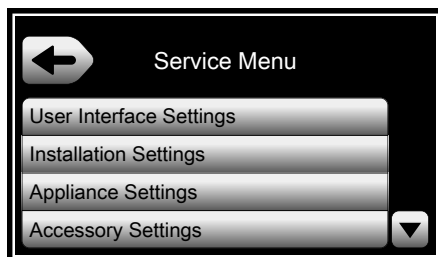 Service Menu
User Interface Settings
Installation Settings
Appliance Settings
Accessory Settings